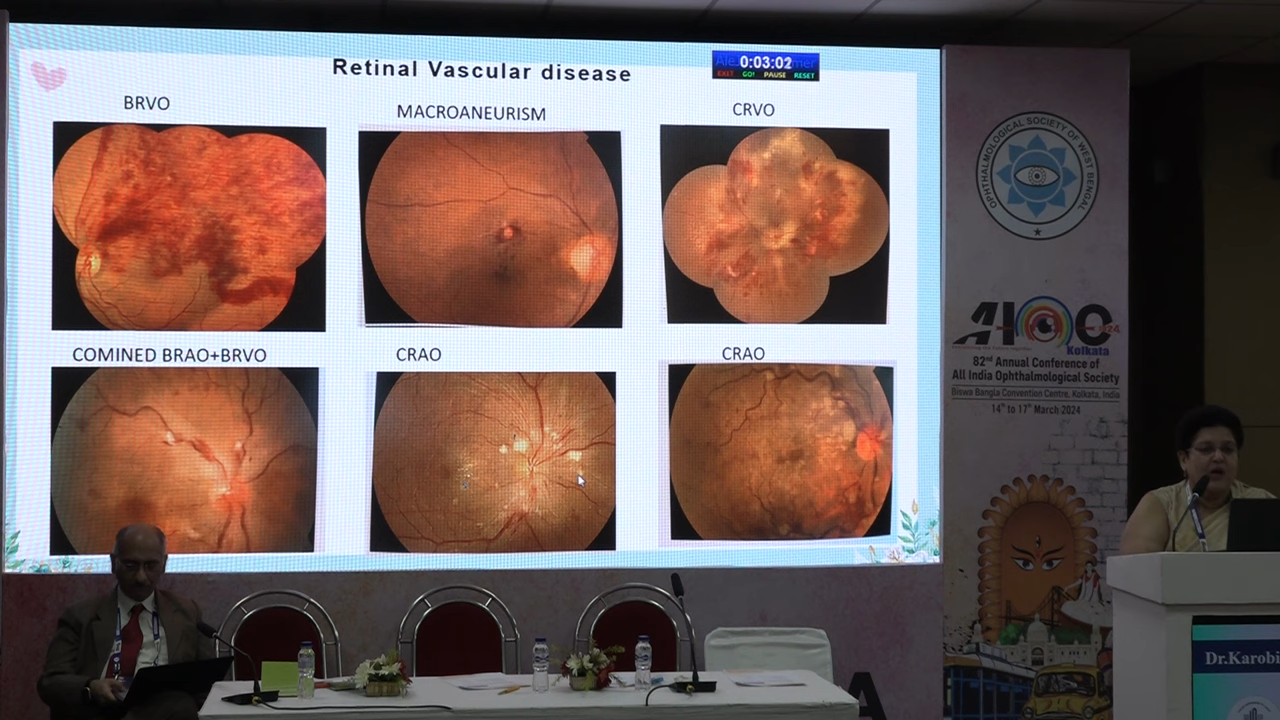 Retinal Vascular disease
0:03:02
EXIT GO! PAUSE RESET
BRVO
MACROANEURISM
CRVO
COMINED BRAO+BRVO
CRAO
CRAO
OPHTHALMOLOGICAL SOCIETY OF WEST BENGAL
AIOC
Kolkata
82nd Annual Conference of
All India Ophthalmological Society
Biswa Bangla Convention Centre, Kolkata, India
14th to 17th March 2024
Dr.Karobi